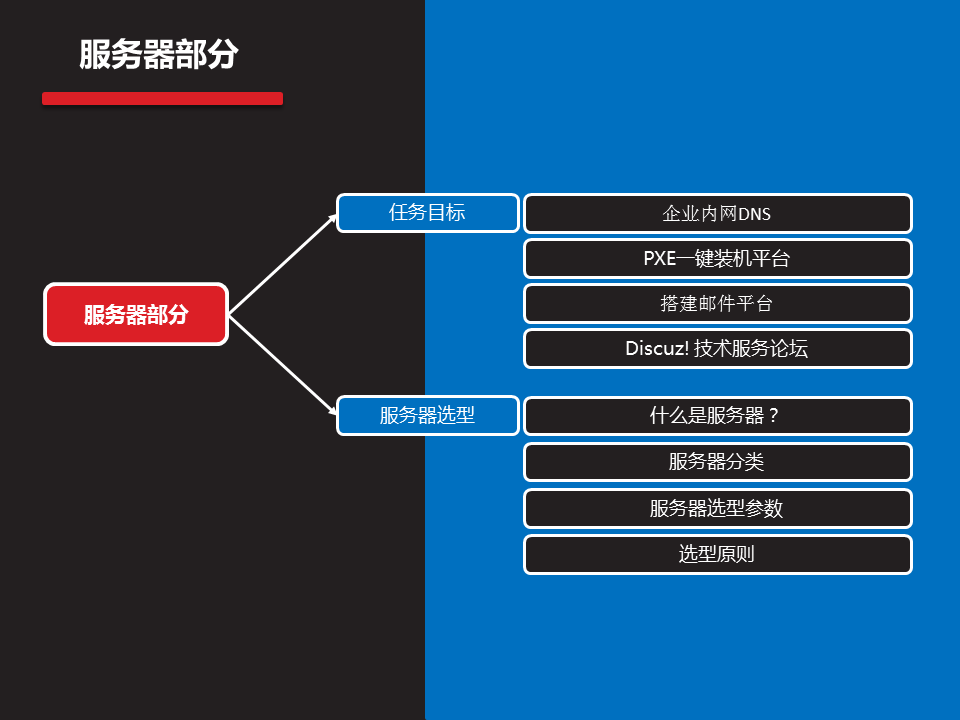 服务器部分
任务目标
企业内网DNS
PXE一键装机平台
搭建邮件平台
Discuz! 技术服务论坛
服务器部分
服务器选型
什么是服务器？
服务器分类
服务器选型参数
选型原则